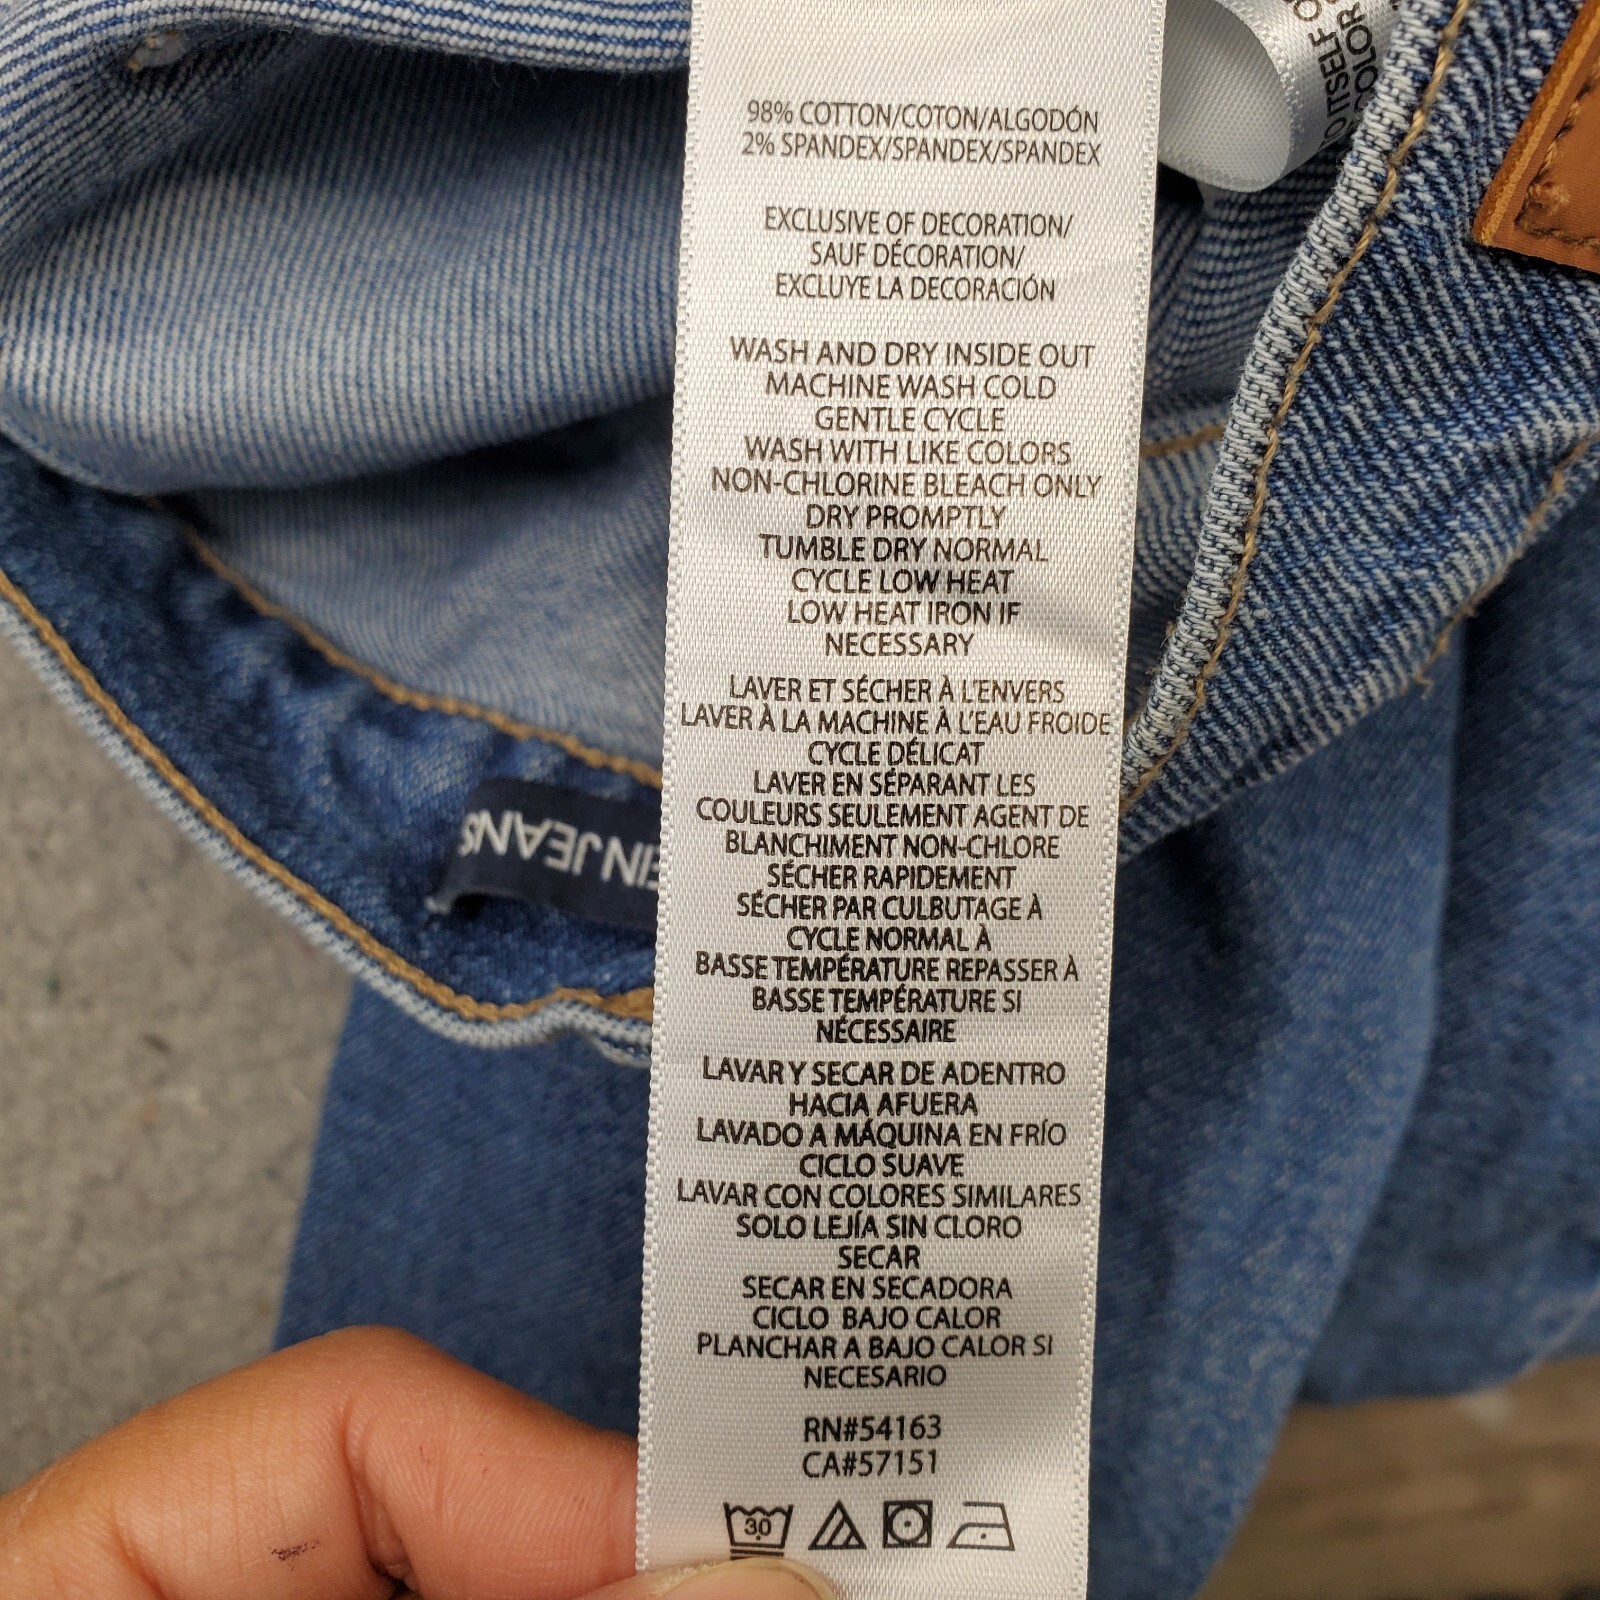 98% COTTON/COTON/ALGODÓN
2% SPANDEX/SPANDEX/SPANDEX
EXCLUSIVE OF DECORATION/
SAUF DÉCORATION/
EXCLUYE LA DECORACIÓN
WASH AND DRY INSIDE OUT
MACHINE WASH COLD
GENTLE CYCLE
WASH WITH LIKE COLORS
NON-CHLORINE BLEACH ONLY
DRY PROMPTLY
TUMBLE DRY NORMAL
CYCLE LOW HEAT
LOW HEAT IRON IF
NECESSARY
LAVER ET SÉCHER À L'ENVERS
LAVER À LA MACHINE À L'EAU FROIDE
CYCLE DÉLICAT
LAVER EN SÉPARANT LES
COULEURS SEULEMENT AGENT DE
BLANCHIMENT NON-CHLORE
SÉCHER RAPIDEMENT
SÉCHER PAR CULBUTAGE À
CYCLE NORMAL À
BASSE TEMPÉRATURE REPASSER À
BASSE TEMPÉRATURE SI
NÉCESSAIRE
LAVAR Y SECAR DE ADENTRO
HACIA AFUERA
LAVADO A MÁQUINA EN FRÍO
CICLO SUAVE
LAVAR CON COLORES SIMILARES
SOLO LEJÍA SIN CLORO
SECAR
SECAR EN SECADORA
CICLO BAJO CALOR
PLANCHAR A BAJO CALOR SI
NECESARIO
RN#54163
CA#57151
30
EIN JEANS
ITSELF
COLOR